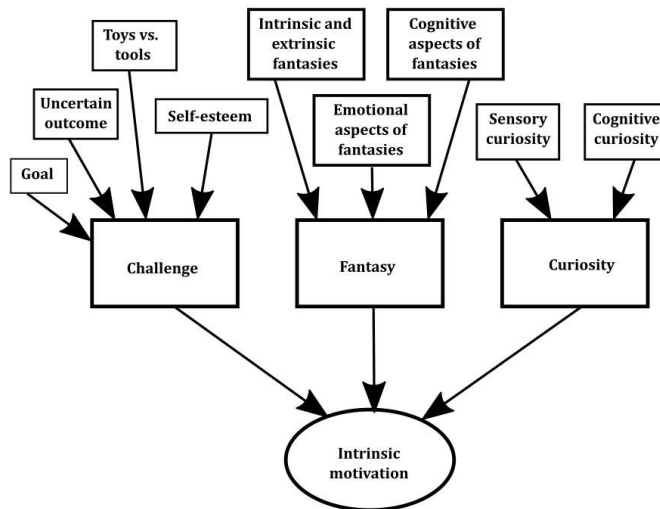 Toys vs.
tools
Intrinsic and
extrinsic
fantasies
Cognitive
aspects of
fantasies
Uncertain
outcome
Self-esteem
Emotional
aspects of
fantasies
Sensory
curiosity
Cognitive
curiosity
Goal
Challenge
Fantasy
Curiosity
Intrinsic
motivation